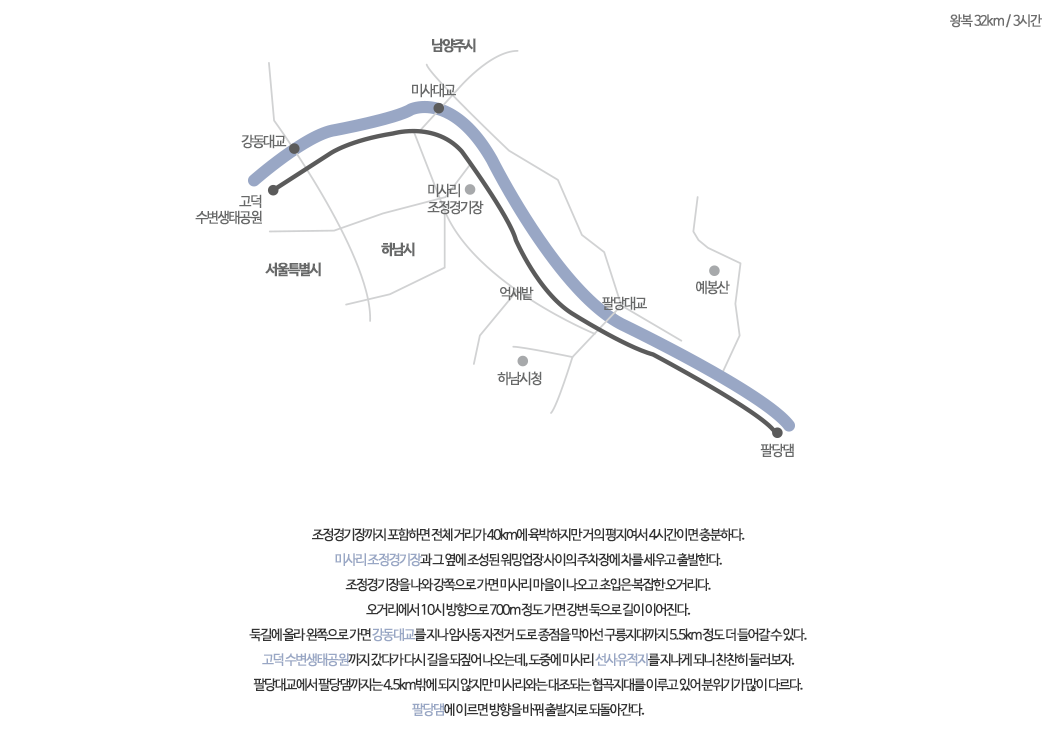 왕복 32km / 3시간
남양주시
미사대교
강동대교
미사리
조정경기장
고덕
수변생태공원
하남시
서울특별시
예봉산
억새밭
팔당대교
하남시청
팔당댐
조정경기장까지 포함하면 전체 거리가 40km에 육박하지만 거의 평지여서 4시간이면 충분하다.
미사리 조정경기장과 그 옆에 조성된 워밍업장 사이의 주차장에 차를 세우고 출발한다.
조정경기장을 나와 강쪽으로 가면 미사리 마을이 나오고 초입은 복잡한 오거리다.
오거리에서 10시 방향으로 700m 정도 가면 강변 둑으로 길이 이어진다.
둑길에 올라 왼쪽으로 가면 강동대교를 지나 암사동 자전거 도로 종점을 막아선 구릉지대까지 5.5km 정도 더 들어갈 수 있다.
고덕 수변생태공원까지 갔다가 다시 길을 되짚어 나오는데, 도중에 미사리 선사유적지를 지나게 되니 찬찬히 둘러보자.
팔당대교에서 팔당댐까지는 4.5km밖에 되지 않지만 미사리와는 대조되는 협곡지대를 이루고 있어 분위기가 많이 다르다.
팔당댐에 이르면 방향을 바꿔 출발지로 되돌아간다.